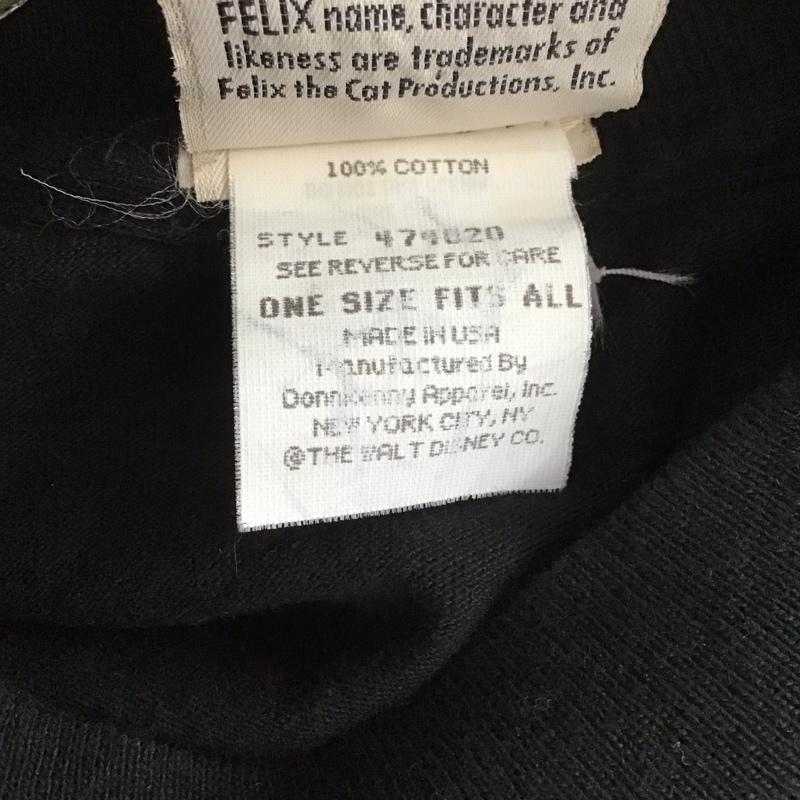 FELIX name, character and
likeness are trademarks of
Felix the Cat Productions, Inc.
100% COTTON
STYLE 474820
SEE REVERSE FOR CARE
ONE SIZE FITS ALL
MADE IN USA
Manufactured By
Donnkenny Apparel, Inc.
NEW YORK CITY, NY
@THE WALT DISNEY CO.